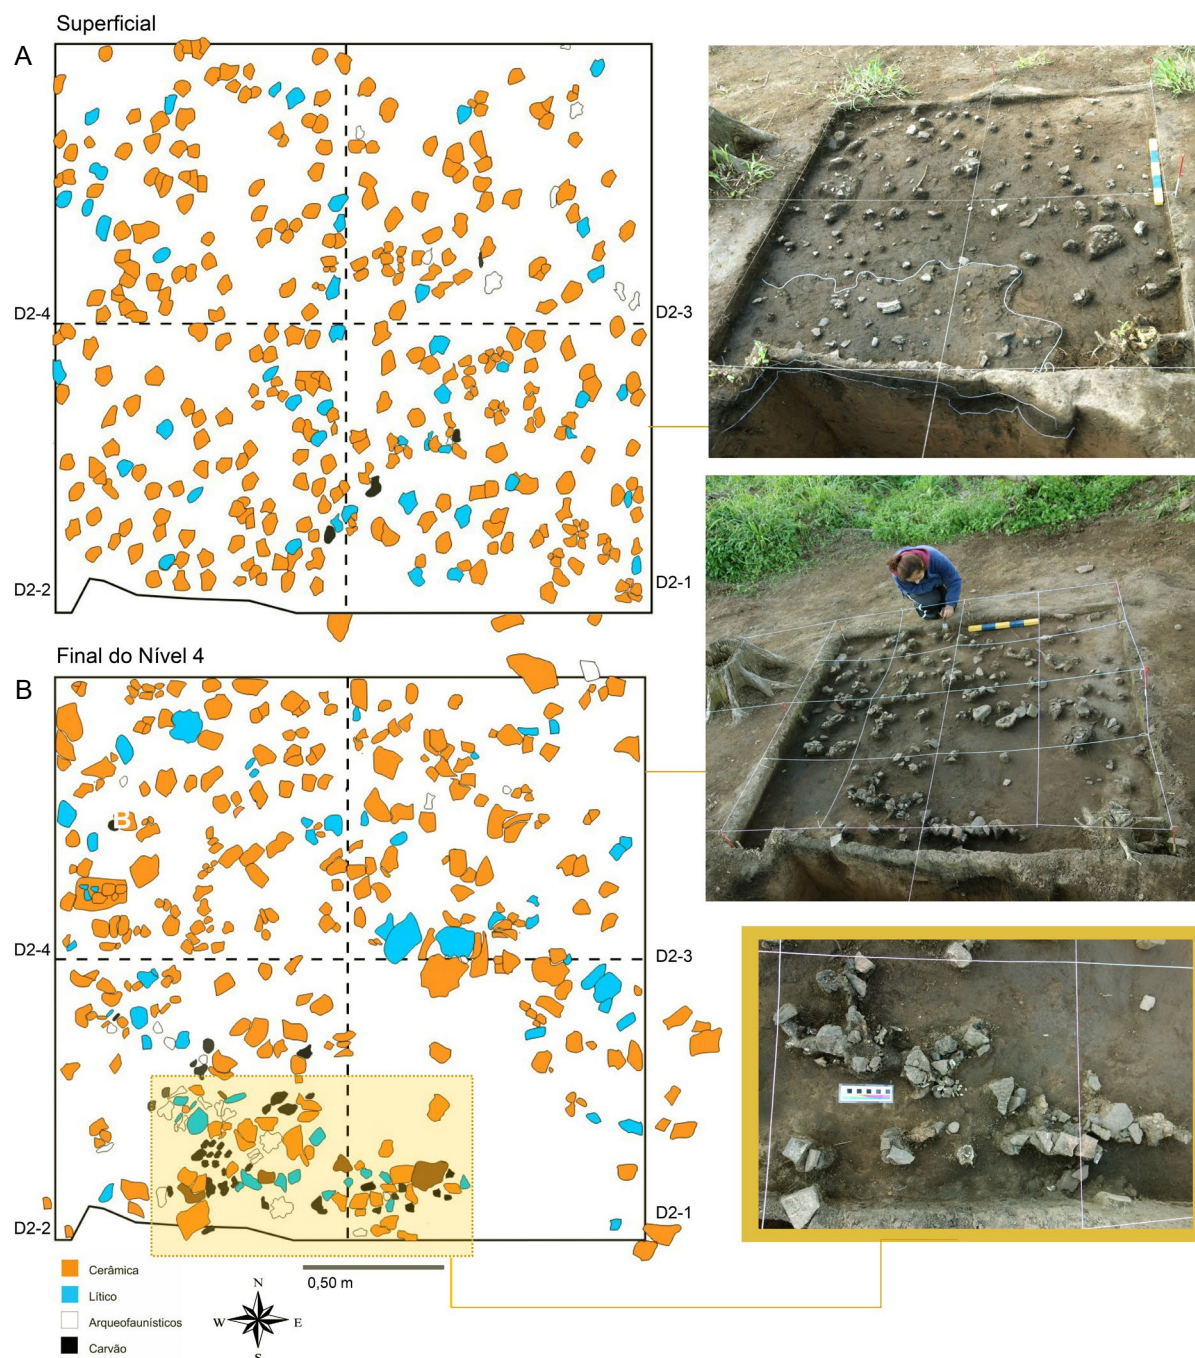 Superficial
A
D2-4
D2-3
D2-2
D2-1
Final do Nível 4
B
B
D2-4
D2-3
D2-2
D2-1
Cerâmica
Lítico
Arqueofaunísticos
Carvão
0,50 m
N
W
E
S